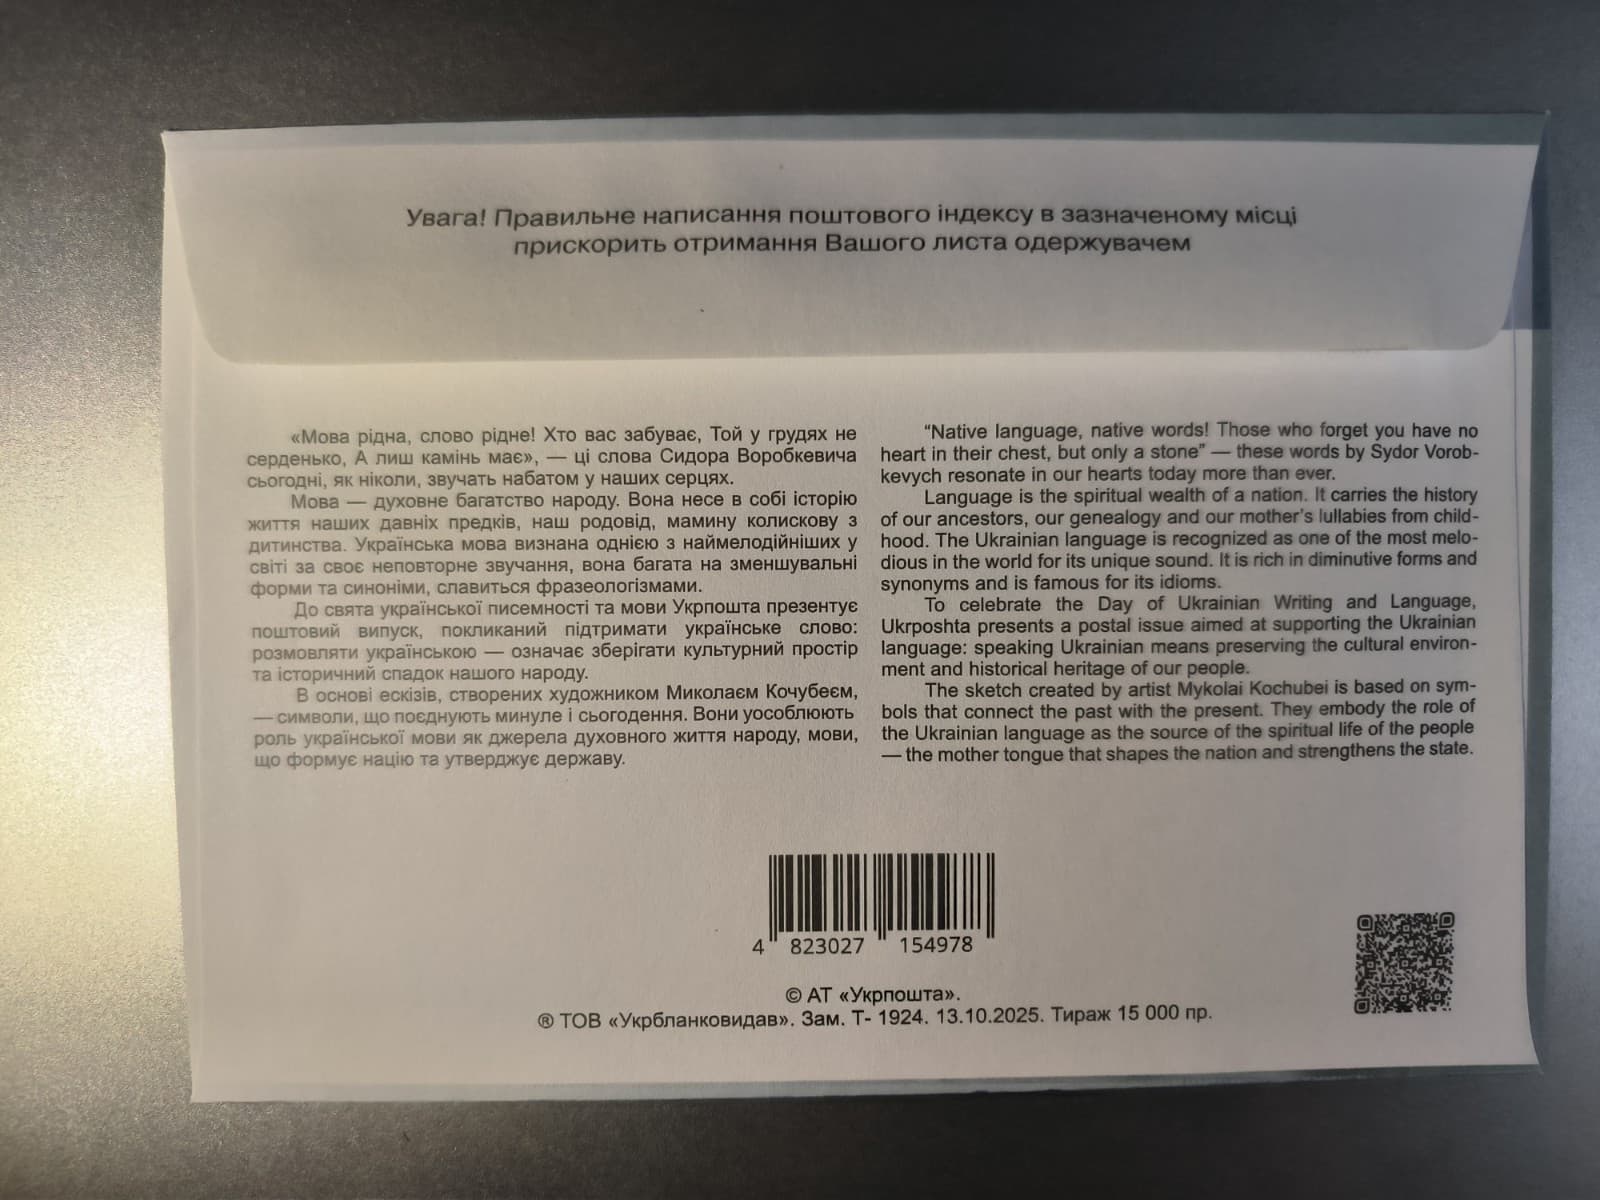 Увага! Правильне написання поштового індексу в зазначеному місці
прискорить отримання Вашого листа одержувачем
«Мова рідна, слово рідне! Хто вас забуває, Той у грудях не
серденько, А лиш камінь має», — ці слова Сидора Воробкевича
сьогодні, як ніколи, звучать набатом у наших серцях.
Мова — духовне багатство народу. Вона несе в собі історію
життя наших давніх предків, наш родовід, мамину колискову з
дитинства. Українська мова визнана однією з наймелодійніших у
світі за своє неповторне звучання, вона багата на зменшувальні
форми та синоніми, славиться фразеологізмами.
До свята української писемності та мови Укрпошта презентує
поштовий випуск, покликаний підтримати українське слово:
розмовляти українською — означає зберігати культурний простір
та історичний спадок нашого народу.
В основі ескізів, створених художником Миколаєм Кочубеєм,
— символи, що поєднують минуле і сьогодення. Вони уособлюють
роль української мови як джерела духовного життя народу, мови,
що формує націю та утверджує державу.
“Native language, native words! Those who forget you have no
heart in their chest, but only a stone” — these words by Sydor Vorob-
kevych resonate in our hearts today more than ever.
Language is the spiritual wealth of a nation. It carries the history
of our ancestors, our genealogy and our mother’s lullabies from child-
hood. The Ukrainian language is recognized as one of the most melo-
dious in the world for its unique sound. It is rich in diminutive forms and
synonyms and is famous for its idioms.
To celebrate the Day of Ukrainian Writing and Language,
Ukrposhta presents a postal issue aimed at supporting the Ukrainian
language: speaking Ukrainian means preserving the cultural environ-
ment and historical heritage of our people.
The sketch created by artist Mykolai Kochubei is based on sym-
bols that connect the past with the present. They embody the role of
the Ukrainian language as the source of the spiritual life of the people
— the mother tongue that shapes the nation and strengthens the state.
4 823027 154978
© АТ «Укрпошта».
® ТОВ «Укрбланковидав». Зам. Т- 1924. 13.10.2025. Тираж 15 000 пр.